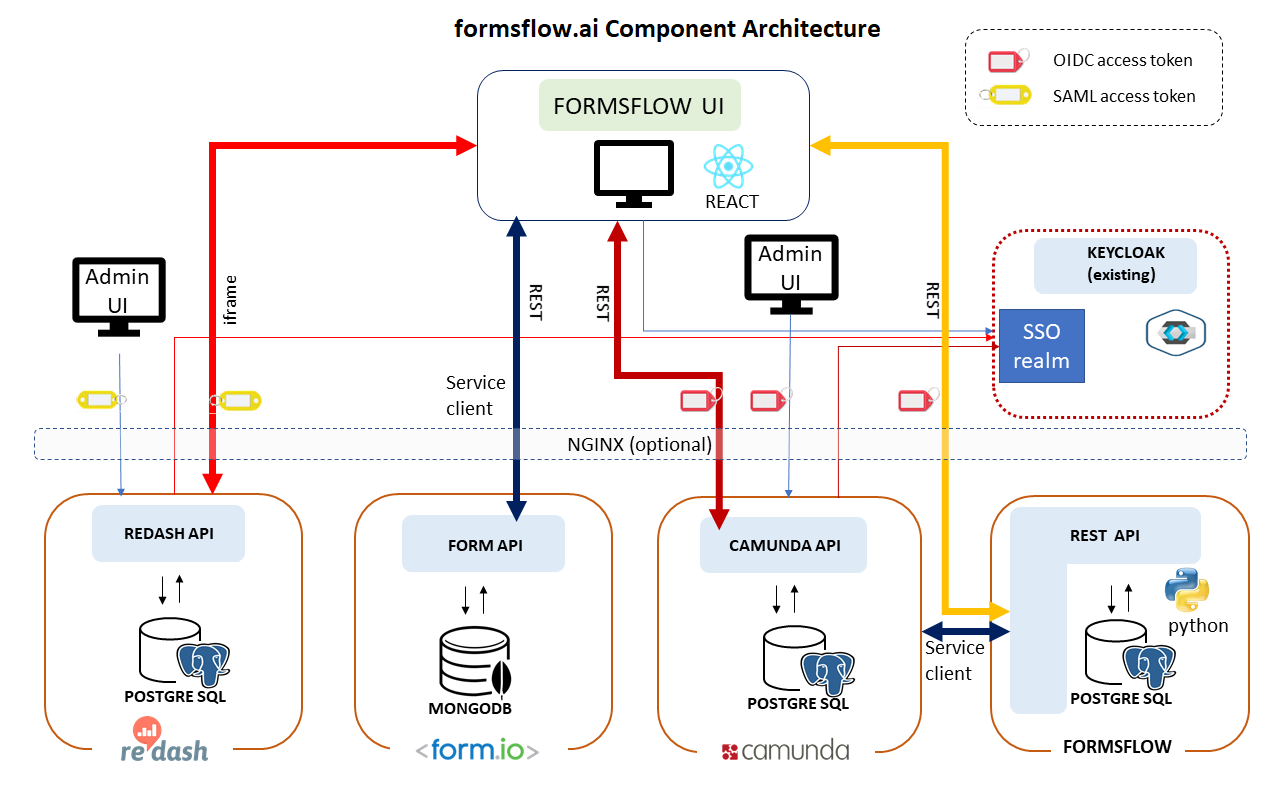 formsflow.ai Component Architecture
OIDC access token
SAML access token
FORMSFLOW UI
REACT
Admin
UI
Admin
UI
KEYCLOAK
(existing)
SSO
realm
iframe
REST
REST
REST
Service
client
NGINX (optional)
REDASH API
FORM API
CAMUNDA API
REST API
python
Service
client
POSTGRE SQL
MONGODB
POSTGRE SQL
POSTGRE SQL
re:dash
<form.io>
camunda
FORMSFLOW